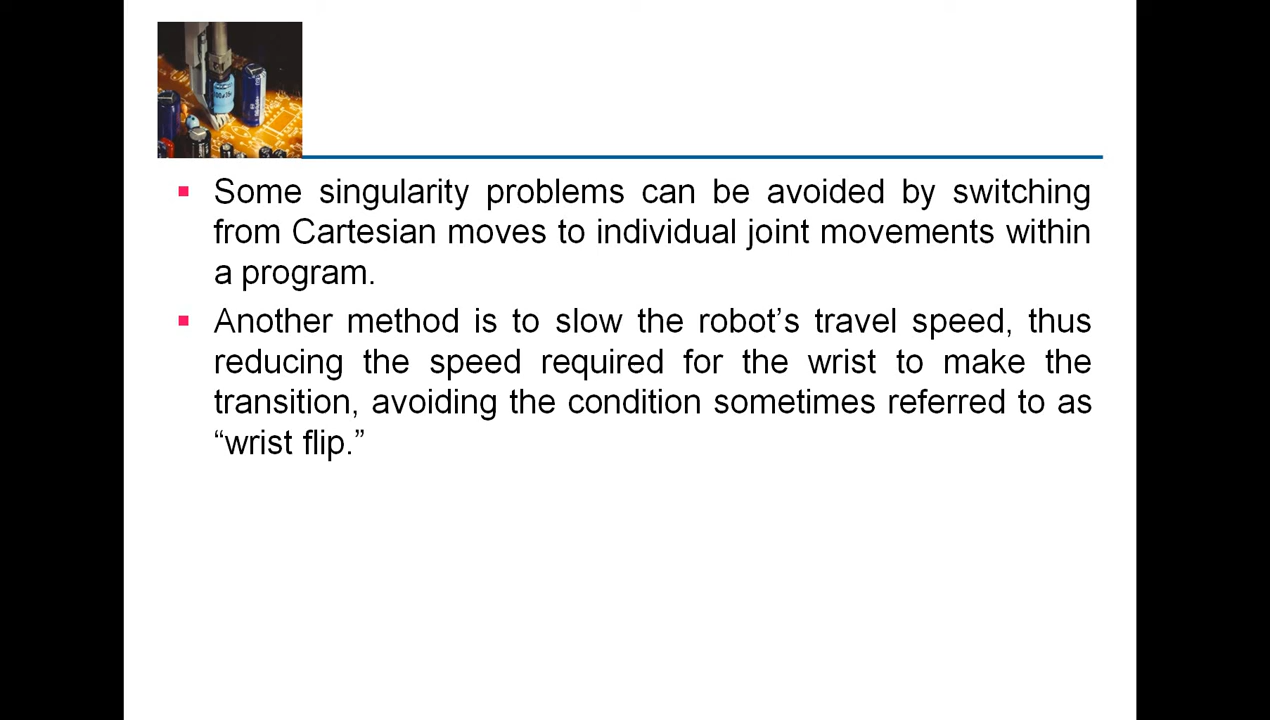 Some singularity problems can be avoided by switching
from Cartesian moves to individual joint movements within
a program.
Another method is to slow the robot’s travel speed, thus
reducing the speed required for the wrist to make the
transition, avoiding the condition sometimes referred to as
“wrist flip.”